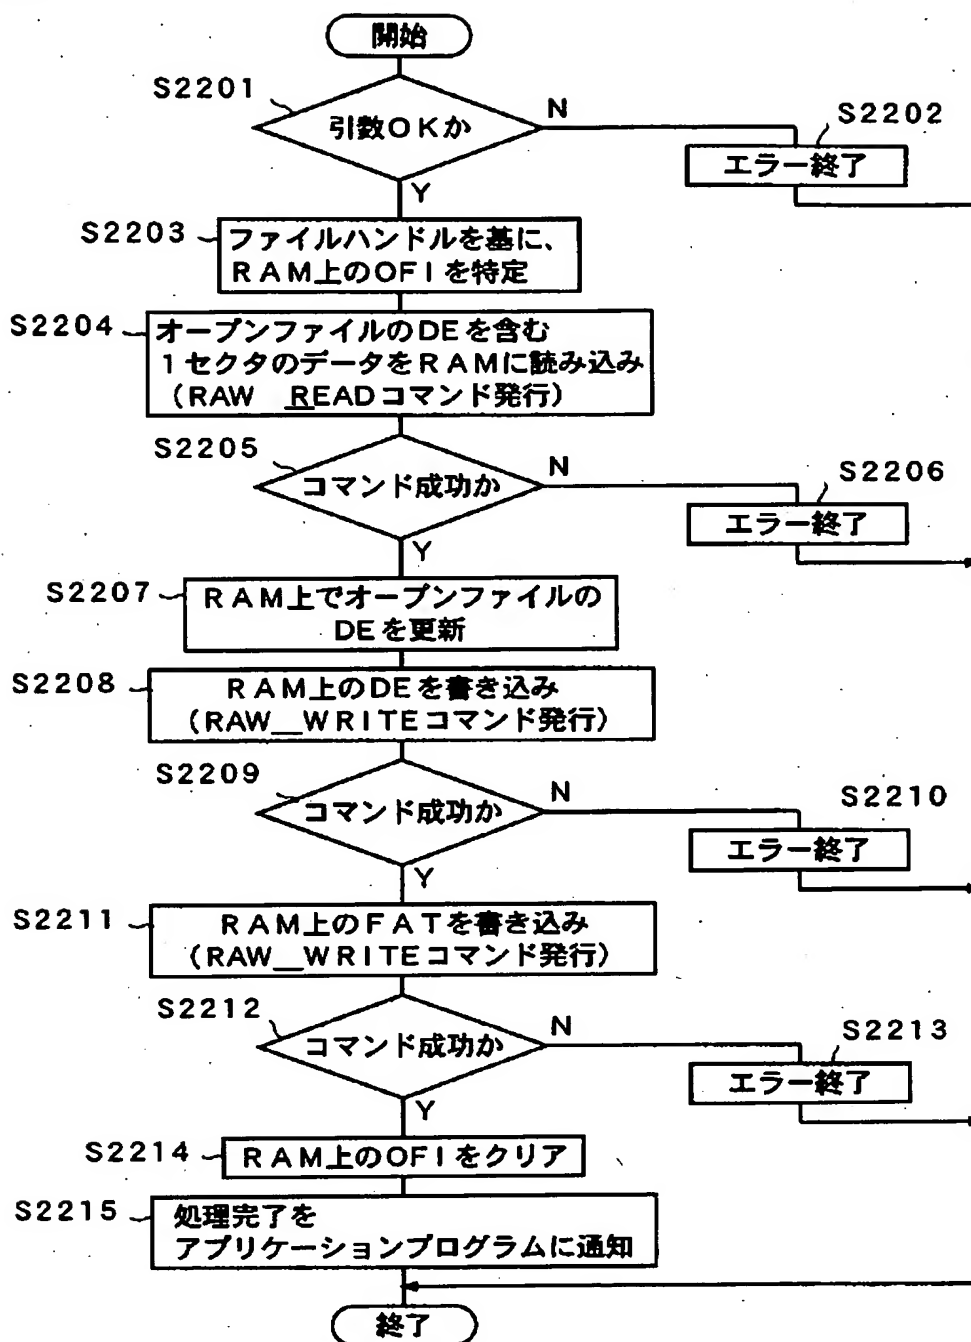 開始
S2201
引数OKか
N
S2202
エラー終了
Y
S2203
ファイルハンドルを基に、
RAM上のOFIを特定
S2204
オープンファイルのDEを含む
1セクタのデータをRAMに読み込み
(RAW_READコマンド発行)
S2205
コマンド成功か
N
S2206
エラー終了
Y
S2207
RAM上でオープンファイルの
DEを更新
S2208
RAM上のDEを書き込み
(RAW_WRITEコマンド発行)
S2209
コマンド成功か
N
S2210
エラー終了
Y
S2211
RAM上のFATを書き込み
(RAW_WRITEコマンド発行)
S2212
コマンド成功か
N
S2213
エラー終了
Y
S2214
RAM上のOFIをクリア
S2215
処理完了を
アプリケーションプログラムに通知
終了